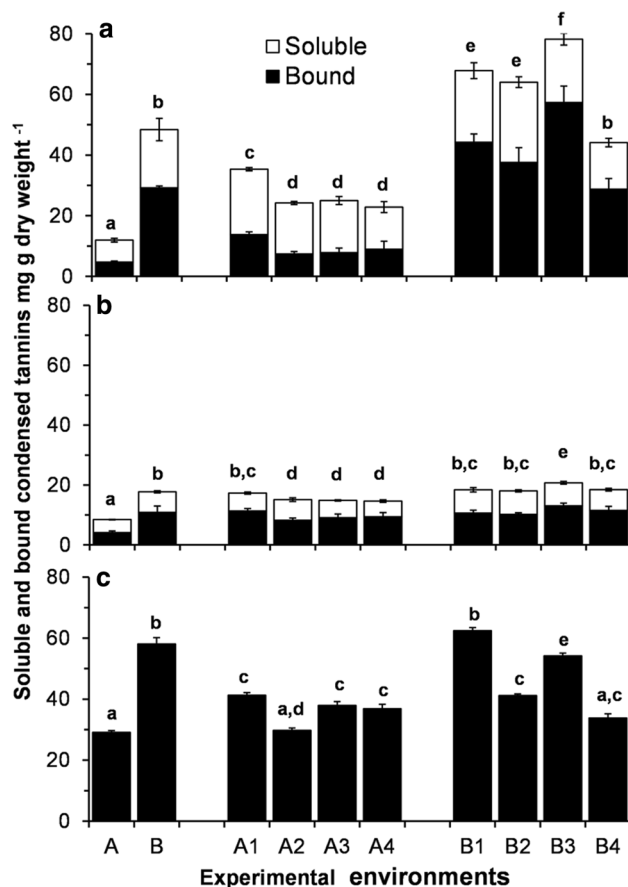 a
80
60
40
20
0
Soluble
Bound
a
b
c
d
d
d
e
e
f
b
b
80
60
40
20
0
a
b
b,c
d
d
d
b,c
b,c
e
b,c
c
80
60
40
20
0
a
b
c
a,d
c
c
b
c
e
a,c
A B A1 A2 A3 A4 B1 B2 B3 B4
Experimental environments
Soluble and bound condensed tannins mg g dry weight -1